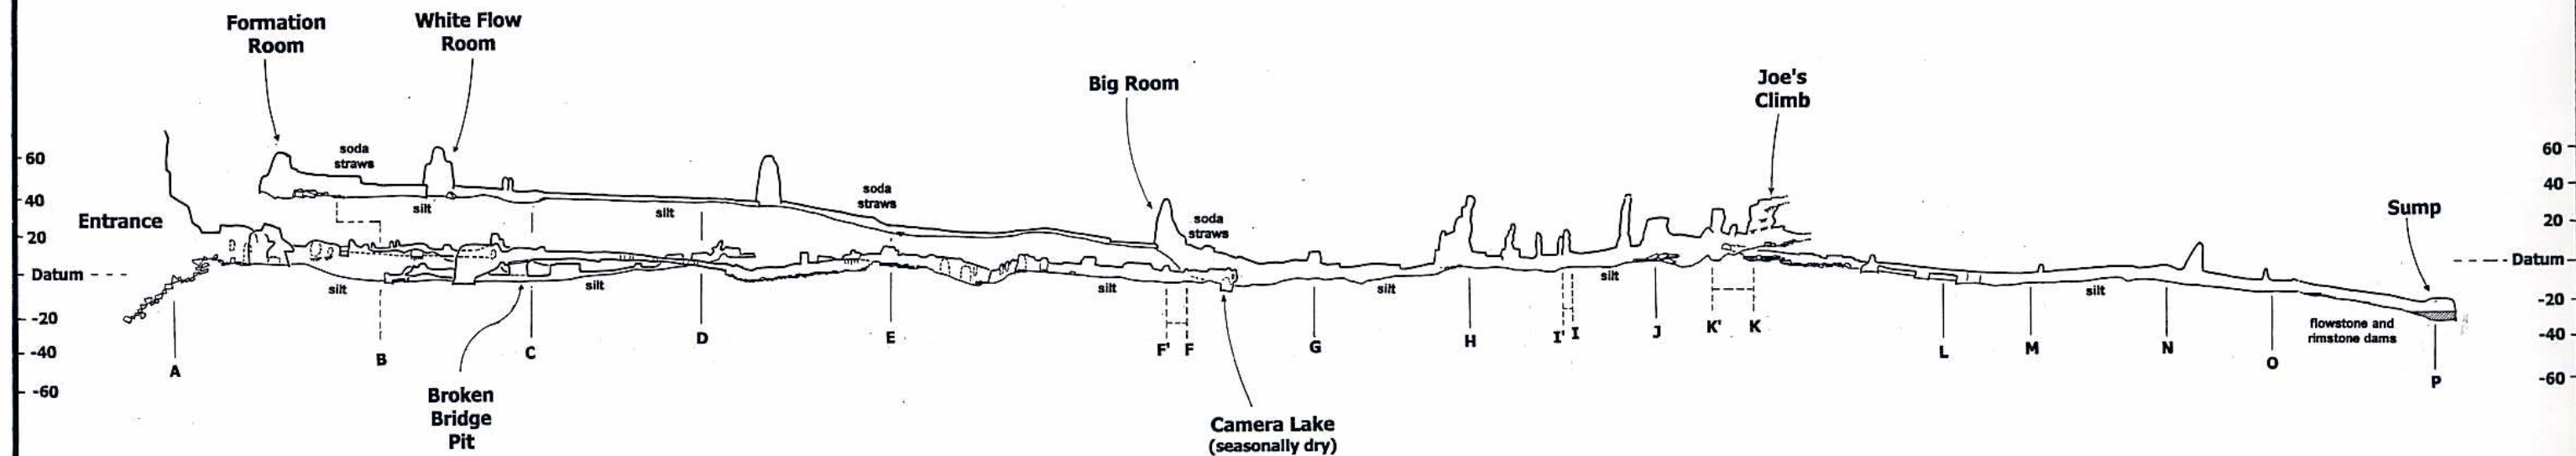 Formation
Room
White Flow
Room
Big Room
Joe's
Climb
soda
straws
soda
straws
soda
straws
60
40
20
Datum
-20
-40
-60
Entrance
silt
silt
silt
silt
silt
silt
silt
silt
Sump
60
40
20
Datum
-20
-40
-60
A
B
C
D
E
F'
F
G
H
I'
I
J
K'
K
L
M
N
O
P
flowstone and
rimstone dams
Broken
Bridge
Pit
Camera Lake
(seasonally dry)